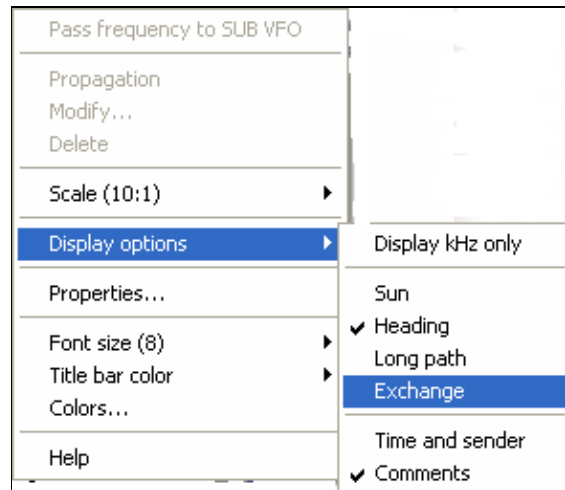 Pass frequency to SUB VFO
Propagation
Modify...
Delete
Scale (10:1)
Display options
Properties...
Font size (8)
Title bar color
Colors...
Help
Display kHz only
Sun
Heading
Long path
Exchange
Time and sender
Comments